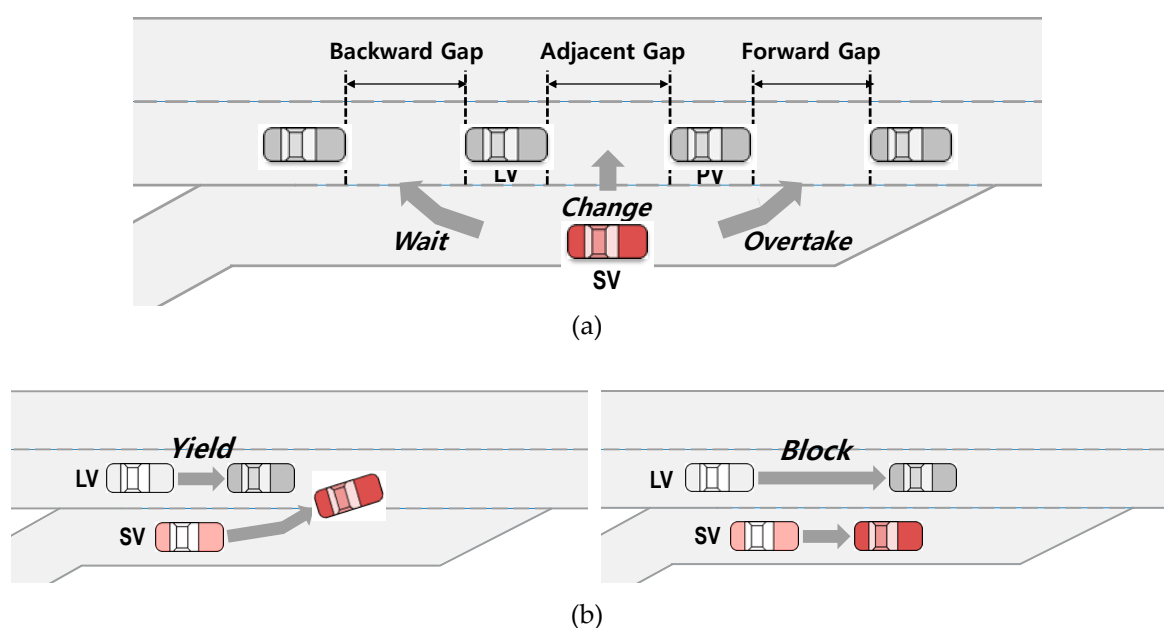 Backward Gap Adjacent Gap Forward Gap
LV PV
Change
Wait Overtake
SV
(a)
Yield Block
LV LV
SV SV
(b)